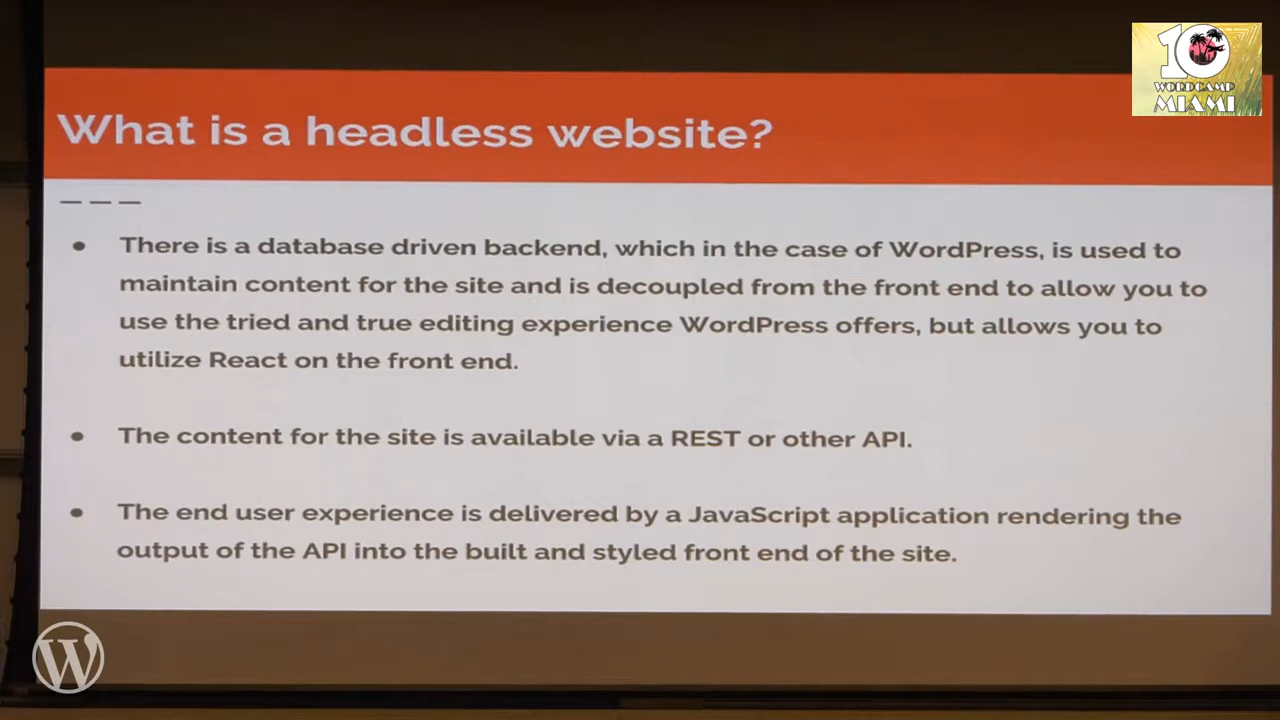 10
WORDCAMP
MIAMI
What is a headless website?
There is a database driven backend, which in the case of WordPress, is used to
maintain content for the site and is decoupled from the front end to allow you to
use the tried and true editing experience WordPress offers, but allows you to
utilize React on the front end.
The content for the site is available via a REST or other API.
The end user experience is delivered by a JavaScript application rendering the
output of the API into the built and styled front end of the site.
W